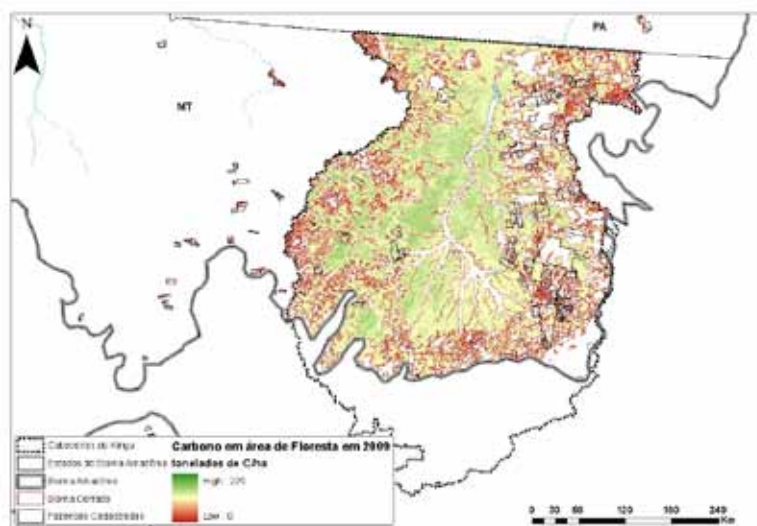 N
PA
MT
Cabeceiras do Xingu
Estados do Bioma Amazônia
Bioma Amazônia
Bioma Cerrado
Fazendas Cadastradas
Carbono em área de Floresta em 2009
toneladas de C/ha
High
Low : 0
0 30 60 120 180 240
Km